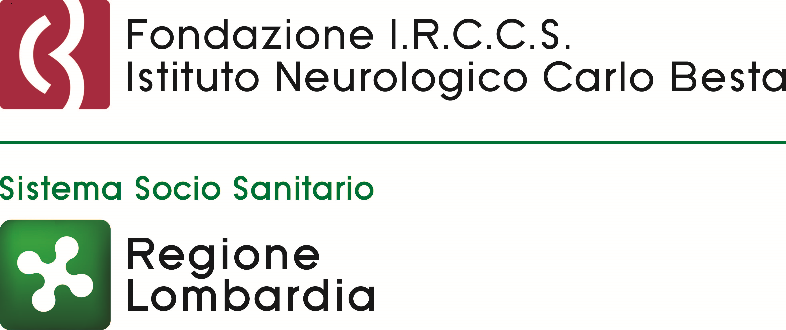 Fondazione I.R.C.C.S.
Istituto Neurologico Carlo Besta
Sistema Socio Sanitario
Regione
Lombardia